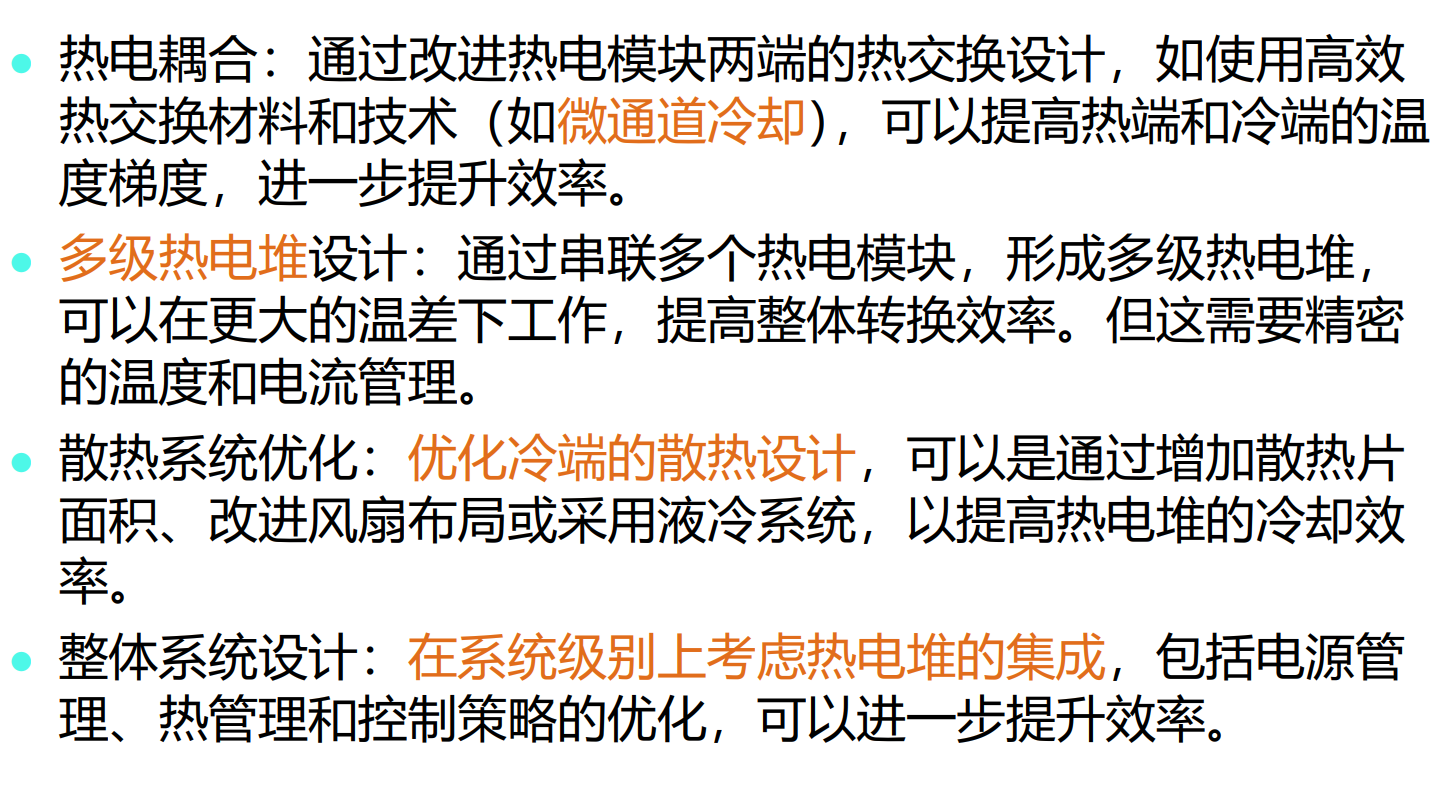 • 热电耦合：通过改进热电模块两端的热交换设计，如使用高效
热交换材料和技术（如微通道冷却），可以提高热端和冷端的温
度梯度，进一步提升效率。
• 多级热电堆设计：通过串联多个热电模块，形成多级热电堆，
可以在更大的温差下工作，提高整体转换效率。但这需要精密
的温度和电流管理。
• 散热系统优化：优化冷端的散热设计，可以是通过增加散热片
面积、改进风扇布局或采用液冷系统，以提高热电堆的冷却效
率。
• 整体系统设计：在系统级别上考虑热电堆的集成，包括电源管
理、热管理和控制策略的优化，可以进一步提升效率。